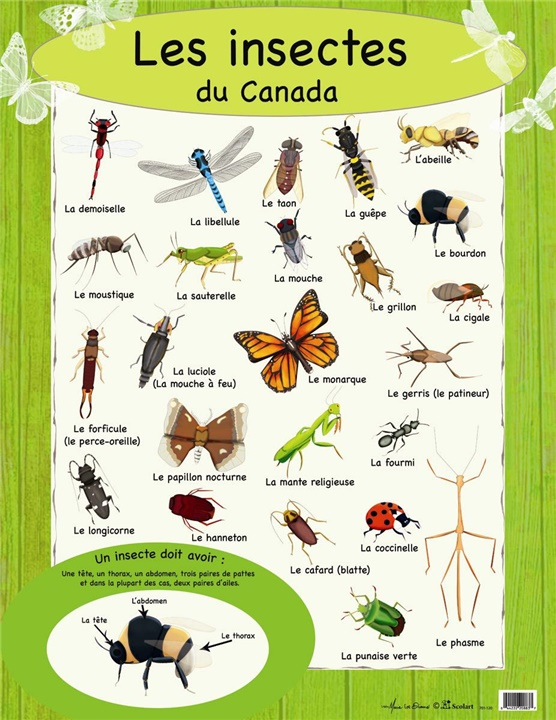 Les insectes
du Canada
La demoiselle
La libellule
Le taon
La guêpe
L'abeille
Le bourdon
Le moustique
La sauterelle
La mouche
Le grillon
La cigale
Le forficule
(le perce-oreille)
La luciole
(La mouche à feu)
Le monarque
Le gerris (le patineur)
Le papillon nocturne
La mante religieuse
La fourmi
Le longicorne
Le hanneton
Le cafard (blatte)
La coccinelle
La punaise verte
Le phasme
Un insecte doit avoir :
Une tête, un thorax, un abdomen, trois paires de pattes
et dans la plupart des cas, deux paires d'ailes.
L'abdomen
La tête
Le thorax
© Scolart